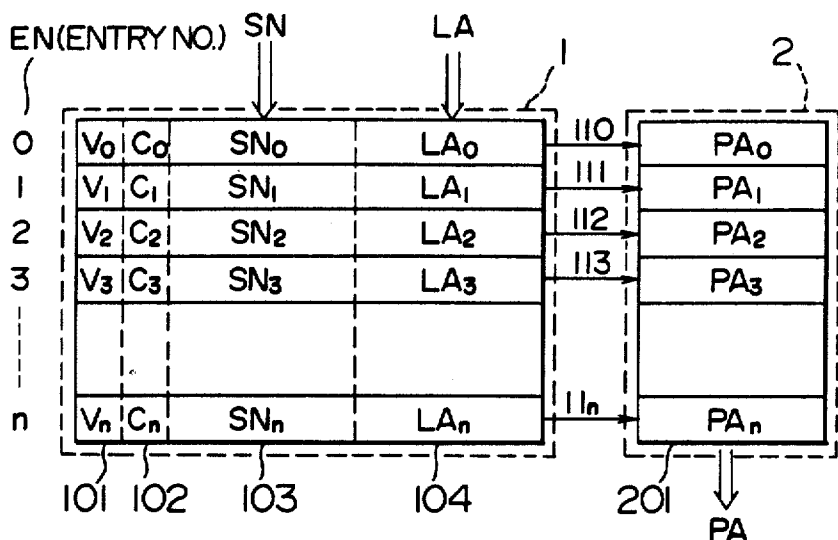 EN(ENTRY NO.) SN LA 1 2
0 V₀ C₀ SN₀ LA₀ 110 PA₀
1 V₁ C₁ SN₁ LA₁ 111 PA₁
2 V₂ C₂ SN₂ LA₂ 112 PA₂
3 V₃ C₃ SN₃ LA₃ 113 PA₃
n Vₙ Cₙ SNₙ LAₙ 11ₙ PAₙ
101 102 103 104 201
PA